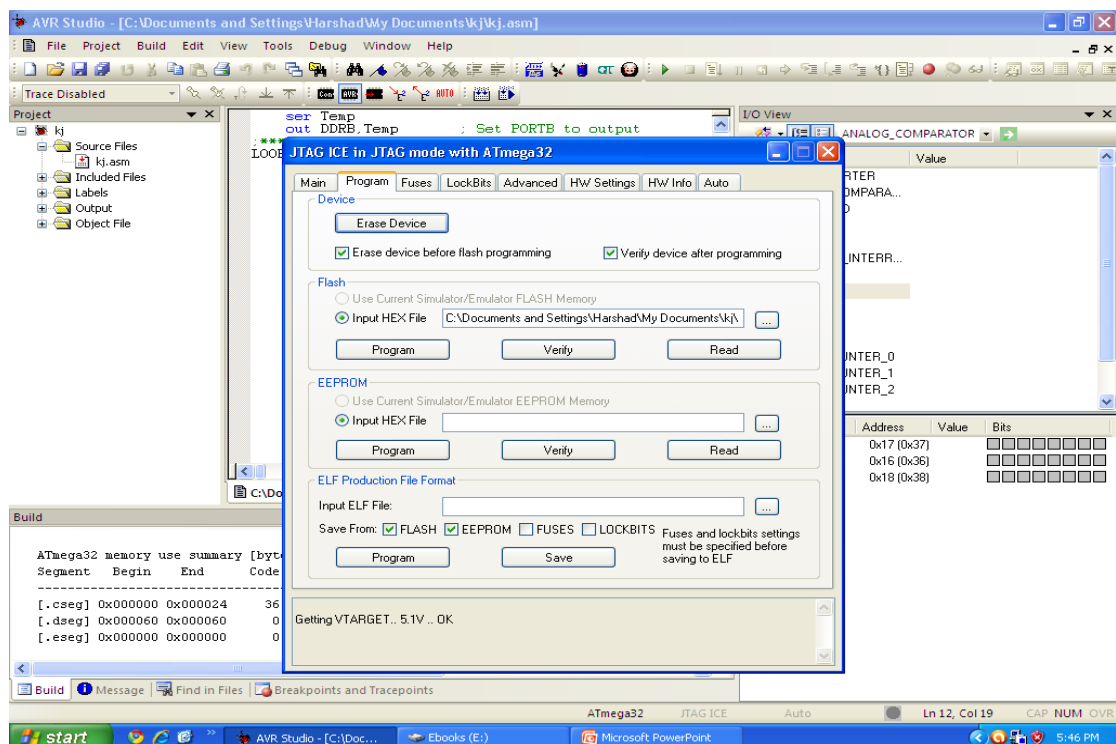 AVR Studio - [C:\Documents and Settings\Harshad\My Documents\kj\kj.asm]
File Project Build Edit View Tools Debug Window Help
Trace Disabled
Project
kj
Source Files
kj.asm
Included Files
Labels
Output
Object File
ser Temp
out DDRB,Temp ; Set PORTB to output
;***
LOOP
I/O View
ANALOG_COMPARATOR
Value
RTER
OMPARA...
D
_INTERR...
UNTER_0
UNTER_1
UNTER_2
Address Value Bits
0x17 (0x37)
0x16 (0x36)
0x18 (0x38)
JTAG ICE in JTAG mode with ATmega32
Main Program Fuses LockBits Advanced HW Settings HW Info Auto
Device
Erase Device
Erase device before flash programming Verify device after programming
Flash
Use Current Simulator/Emulator FLASH Memory
Input HEX File C:\Documents and Settings\Harshad\My Documents\kj\ ...
Program Verify Read
EEPROM
Use Current Simulator/Emulator EEPROM Memory
Input HEX File ...
Program Verify Read
ELF Production File Format
Input ELF File: ...
Save From: FLASH EEPROM FUSES LOCKBITS
Fuses and lockbits settings
must be specified before
saving to ELF
Program Save
Getting VTARGET.. 5.1V .. OK
C:\Do
Build
ATmega32 memory use summary [byt
Segment Begin End Code
[.cseg] 0x000000 0x000024 36
[.dseg] 0x000060 0x000060 0
[.eseg] 0x000000 0x000000 0
Build Message Find in Files Breakpoints and Tracepoints
ATmega32 JTAG ICE Auto Ln 12, Col 19 CAP NUM OVR
start AVR Studio - [C:\Doc... Ebooks (E:) Microsoft PowerPoint 5:46 PM